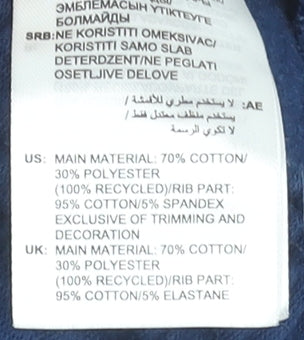 ЭМБЛЕМАСЫН ҮТІКТЕУГЕ
БОЛМАЙДЫ
SRB:NE KORISTITI OMEKSIVAC/
KORISTITI SAMO SLAB
DETERDZENT/NE PEGLATI
OSETLJIVE DELOVE
AE: لا يستخدم مطري للأقمشة /
يستخدم منظف معتدل فقط /
لا تكوي الرسمة
US: MAIN MATERIAL: 70% COTTON/
30% POLYESTER
(100% RECYCLED)/RIB PART:
95% COTTON/5% SPANDEX
EXCLUSIVE OF TRIMMING AND
DECORATION
UK: MAIN MATERIAL: 70% COTTON/
30% POLYESTER
(100% RECYCLED)/RIB PART:
95% COTTON/5% ELASTANE